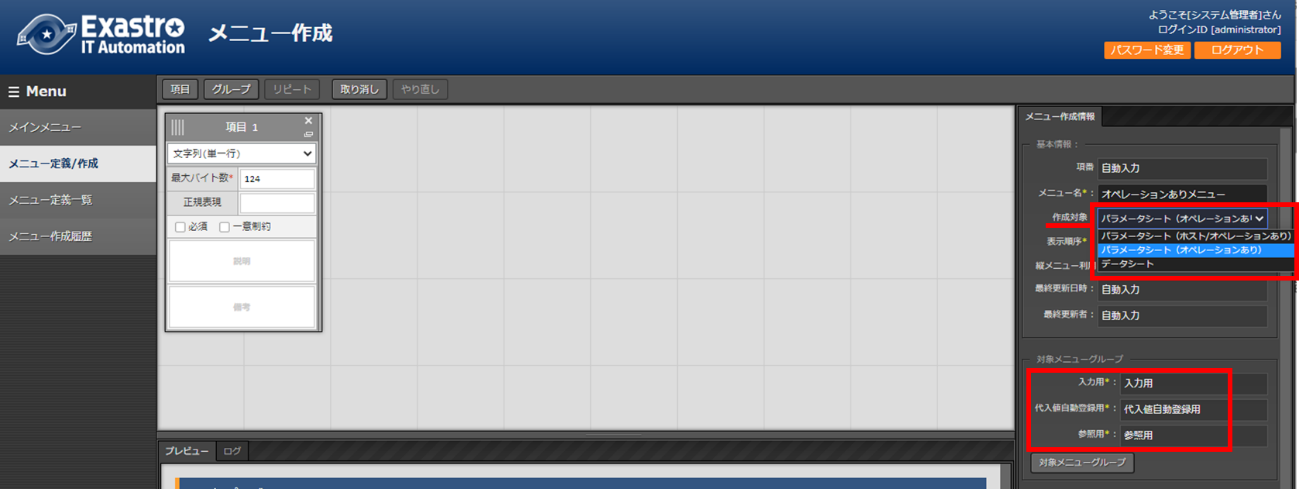 Exastro
IT Automation
メニュー作成
ようこそ[システム管理者]さん
ログインID [administrator]
パスワード変更
ログアウト
☰ Menu
メインメニュー
メニュー定義/作成
メニュー定義一覧
メニュー作成履歴
項目
グループ
リピート
取り消し
やり直し
項目 1
文字列(単一行)
最大バイト数* 124
正規表現
必須 一意制約
説明
備考
プレビュー
ログ
メニュー作成情報
基本情報 :
項番 自動入力
メニュー名* : オペレーションありメニュー
作成対象 パラメータシート(オペレーションあ
パラメータシート(ホスト/オペレーションあり)
パラメータシート(オペレーションあり)
データシート
表示順序*
縦メニュー利用
最終更新日時 : 自動入力
最終更新者 : 自動入力
対象メニューグループ
入力用* : 入力用
代入値自動登録用* : 代入値自動登録用
参照用* : 参照用
対象メニューグループ